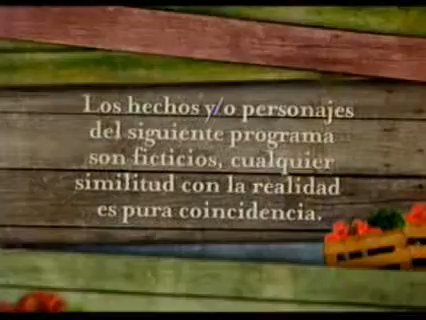 Los hechos y/o personajes
del siguiente programa
son ficticios, cualquier
similitud con la realidad
es pura coincidencia.